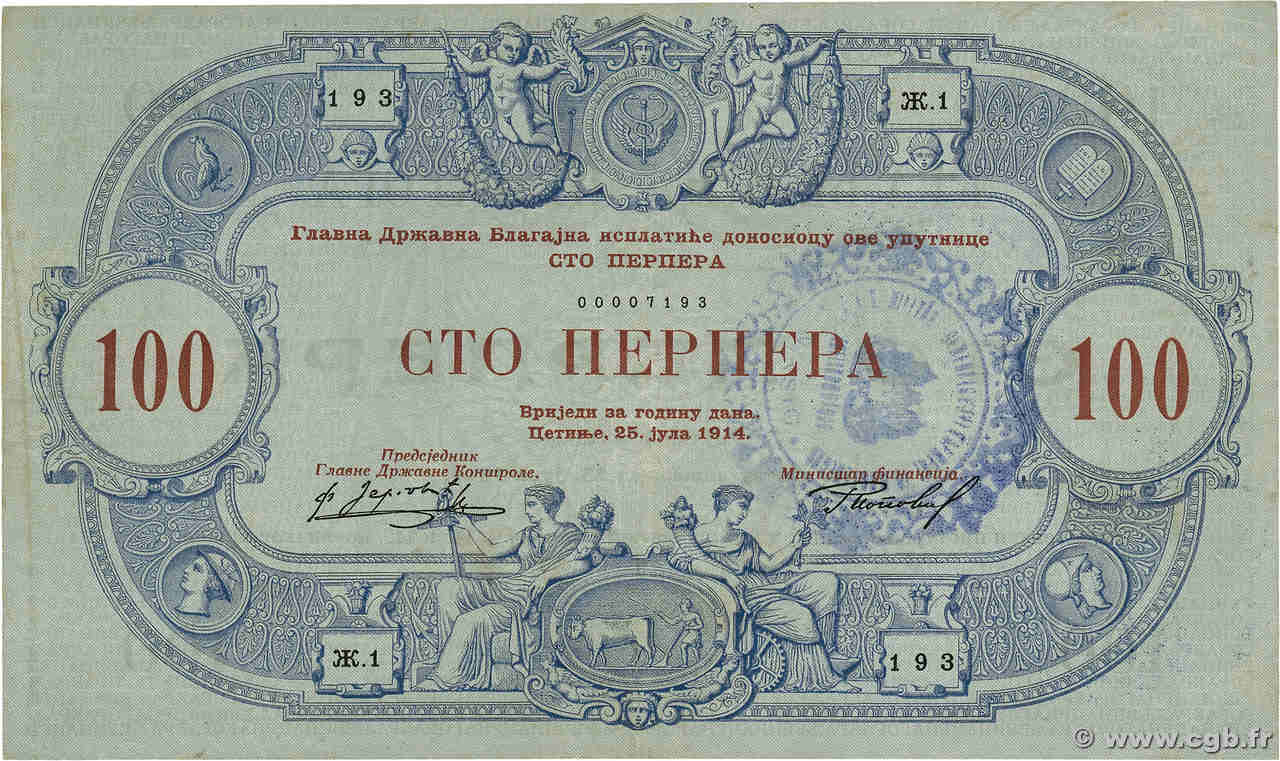 193
Ж.1
Главна Државна Благајна исплатиће доносиоцу ове упутнице
СТО ПЕРПЕРА
00007193
100
СТО ПЕРПЕРА
100
Вриједи за годину дана.
Цетиње, 25. јула 1914.
Предсједник
Главне Државне Контроле.
Министар финансија.
Ж.1
193
© www.cgb.fr